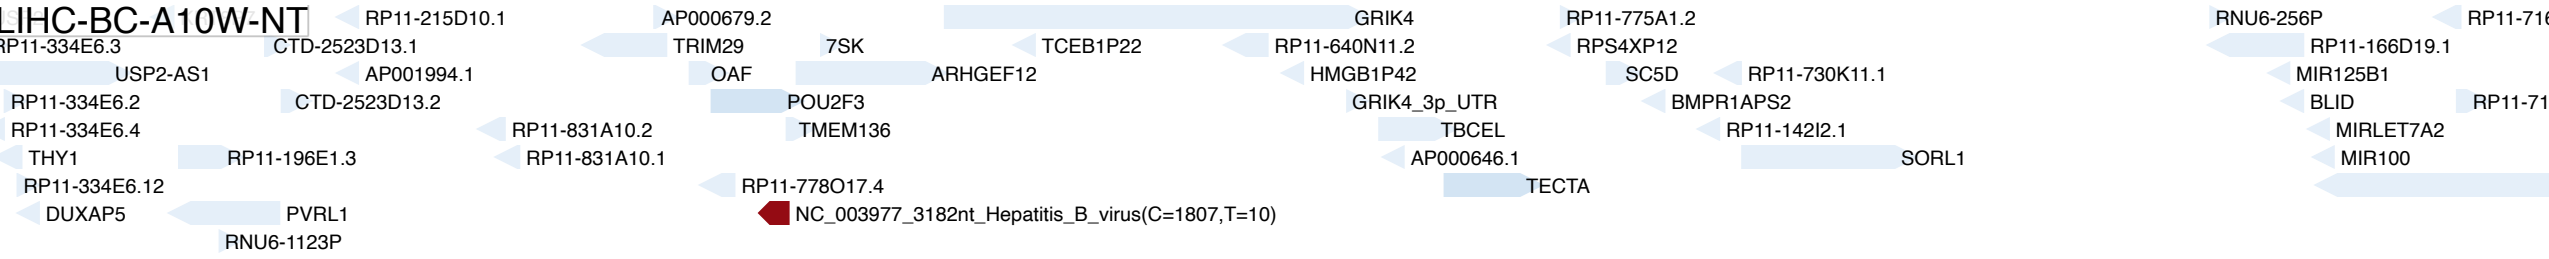 LIHC-BC-A10W-NT RP11-215D10.1 AP000679.2 GRIK4 RP11-775A1.2 RNU6-256P RP11-716
RP11-334E6.3 CTD-2523D13.1 TRIM29 7SK TCEB1P22 RP11-640N11.2 RPS4XP12 RP11-166D19.1
USP2-AS1 AP001994.1 OAF ARHGEF12 HMGB1P42 SC5D RP11-730K11.1 MIR125B1
RP11-334E6.2 CTD-2523D13.2 POU2F3 GRIK4_3p_UTR BMPR1APS2 BLID RP11-71
RP11-334E6.4 RP11-831A10.2 TMEM136 TBCEL RP11-142I2.1 MIRLET7A2
THY1 RP11-196E1.3 RP11-831A10.1 AP000646.1 SORL1 MIR100
RP11-334E6.12 RP11-778O17.4 TECTA
DUXAP5 PVRL1 NC_003977_3182nt_Hepatitis_B_virus(C=1807,T=10)
RNU6-1123P